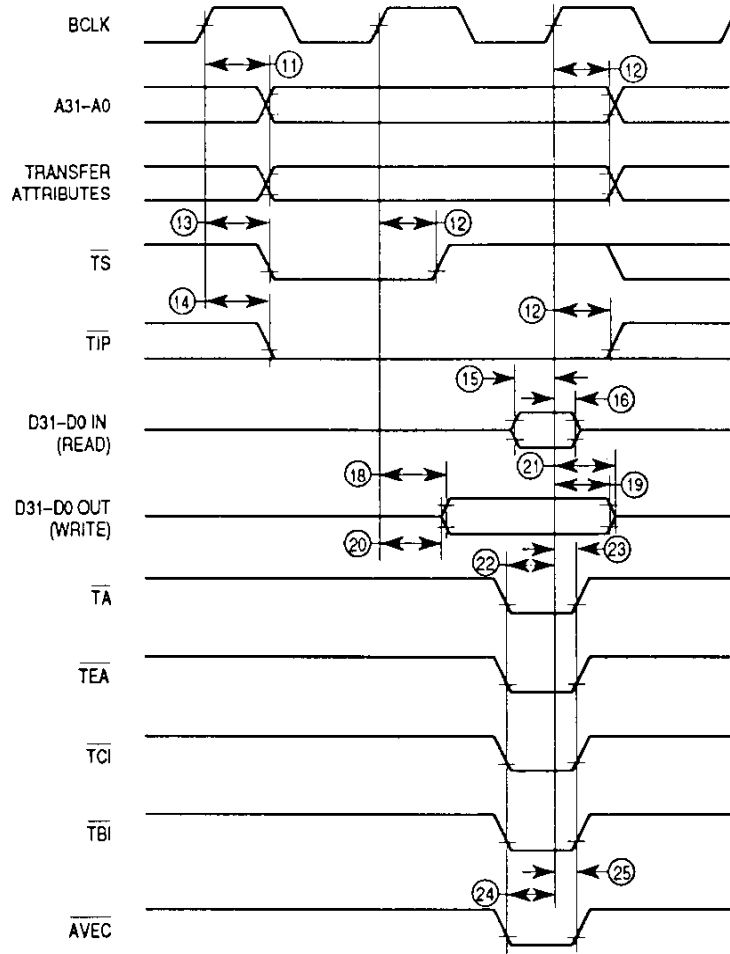 BCLK
11
12
A31–A0
TRANSFER
ATTRIBUTES
13
12
TS
14
12
TIP
15
16
D31–D0 IN
(READ)
21
18
19
D31–D0 OUT
(WRITE)
20
23
22
TA
TEA
TCI
TBI
25
24
AVEC